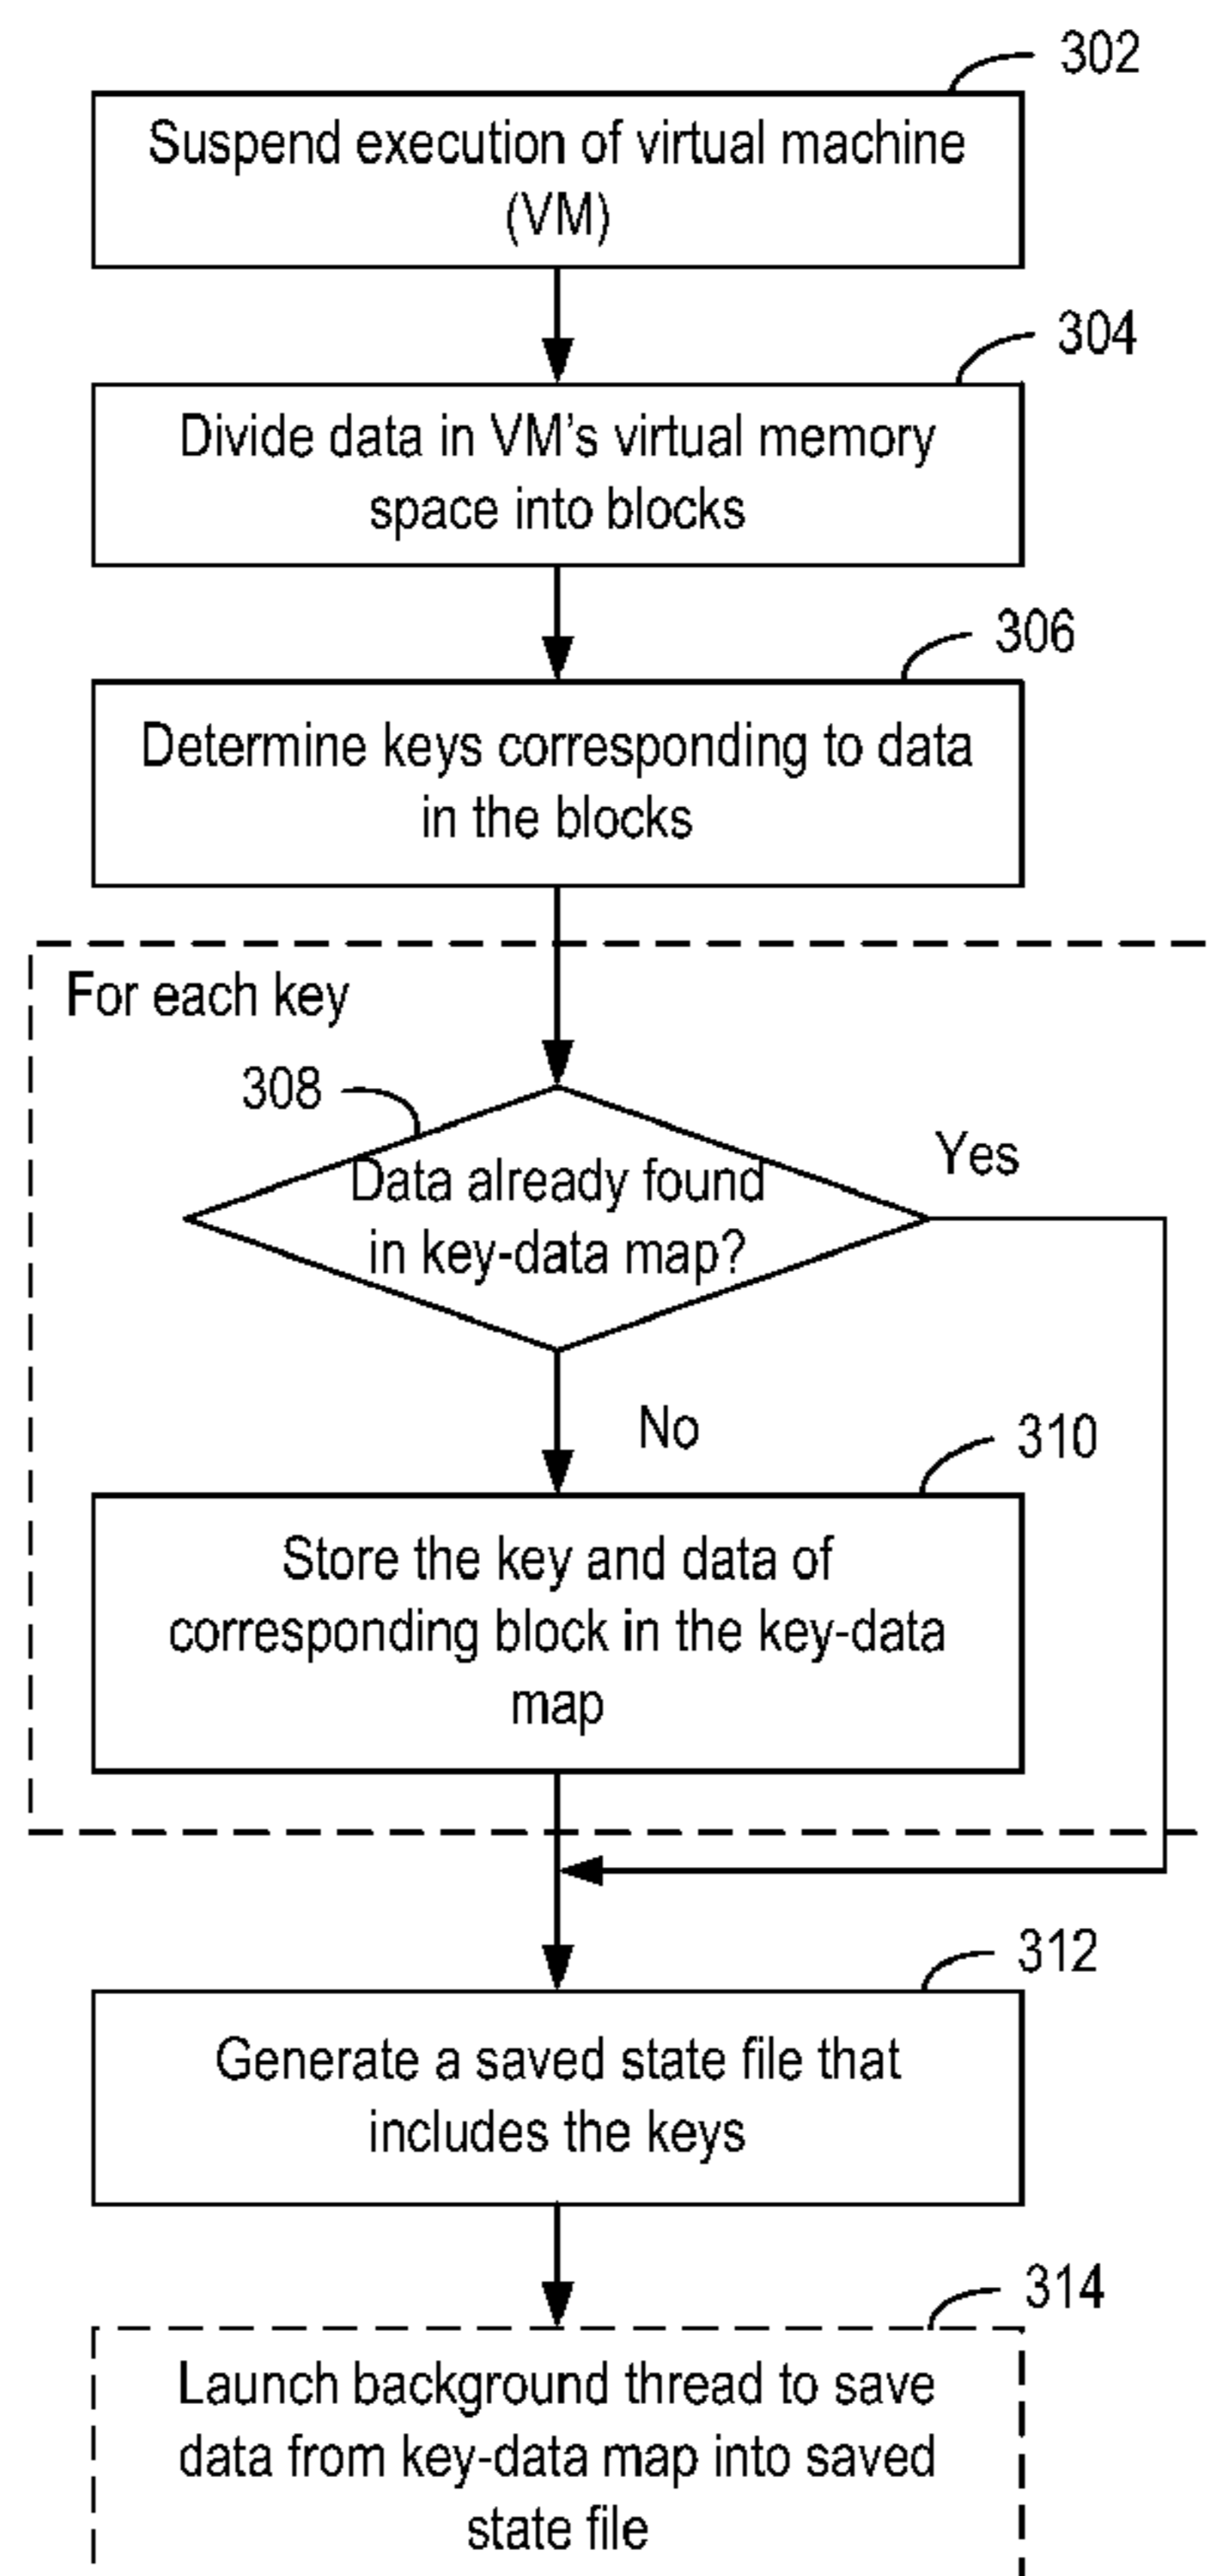 302
Suspend execution of virtual machine
(VM)
304
Divide data in VM's virtual memory
space into blocks
306
Determine keys corresponding to data
in the blocks
For each key
308
Data already found
in key-data map?
Yes
No
310
Store the key and data of
corresponding block in the key-data
map
312
Generate a saved state file that
includes the keys
314
Launch background thread to save
data from key-data map into saved
state file